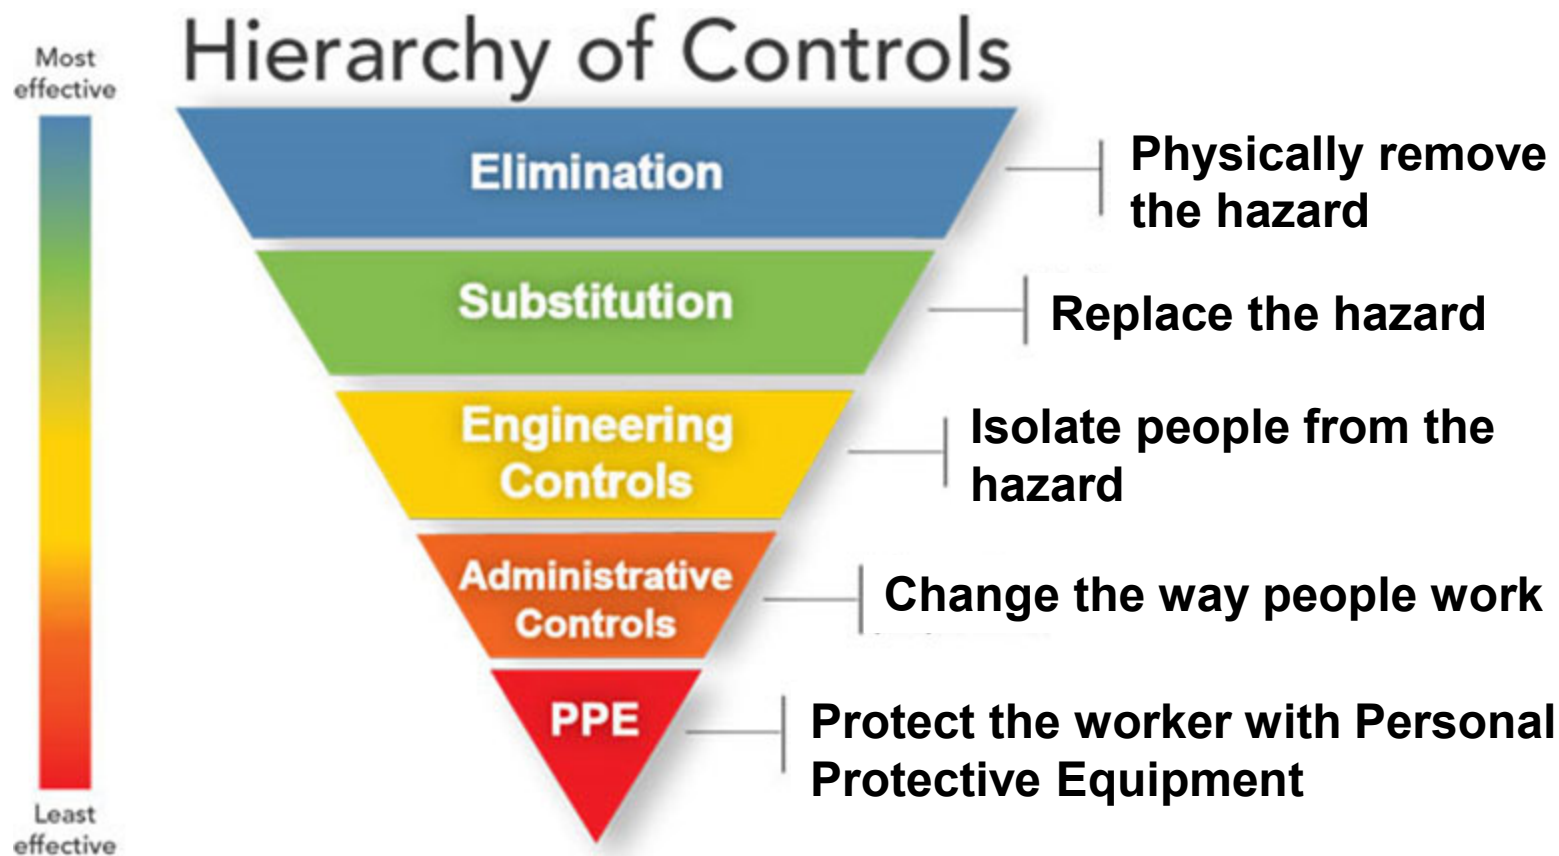 Hierarchy of Controls
Most
effective
Elimination
Physically remove
the hazard
Substitution
Replace the hazard
Engineering
Controls
Isolate people from the
hazard
Administrative
Controls
Change the way people work
PPE
Protect the worker with Personal
Protective Equipment
Least
effective